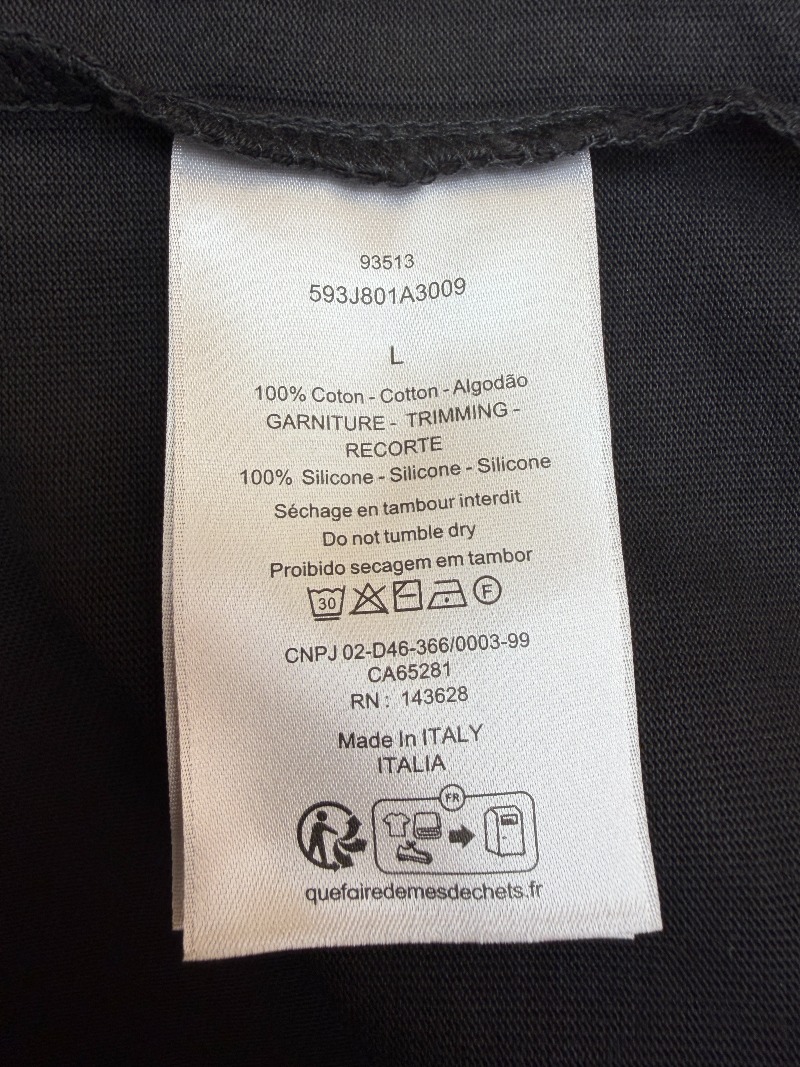 93513
593J801A3009
L
100% Coton - Cotton - Algodão
GARNITURE - TRIMMING -
RECORTE
100% Silicone - Silicone - Silicone
Séchage en tambour interdit
Do not tumble dry
Proibido secagem em tambor
30 F
CNPJ 02-D46-366/0003-99
CA65281
RN : 143628
Made In ITALY
ITALIA
FR
quefairedemesdechets.fr